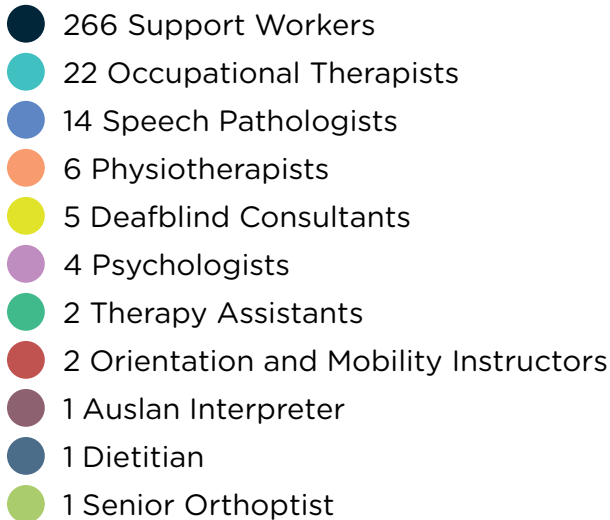 266 Support Workers
22 Occupational Therapists
14 Speech Pathologists
6 Physiotherapists
5 Deafblind Consultants
4 Psychologists
2 Therapy Assistants
2 Orientation and Mobility Instructors
1 Auslan Interpreter
1 Dietitian
1 Senior Orthoptist